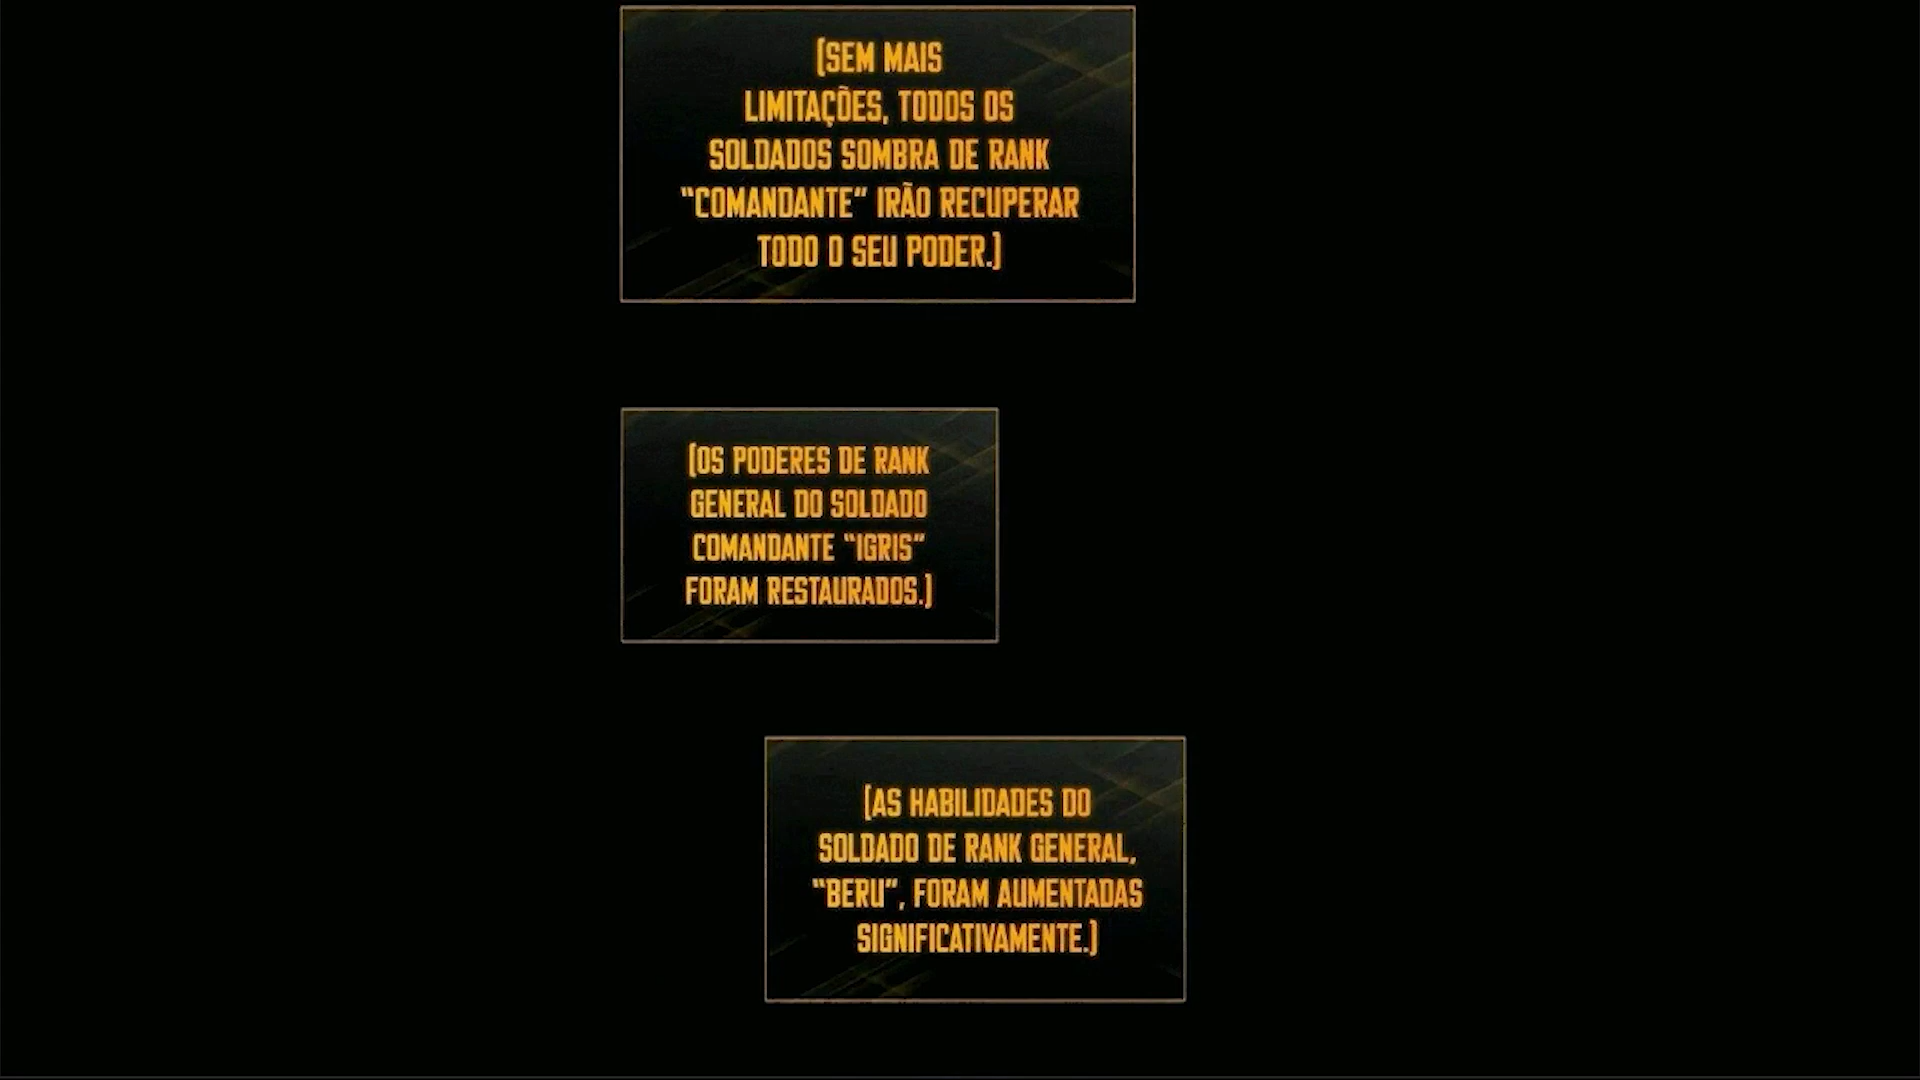 [SEM MAIS
LIMITAÇÕES, TODOS OS
SOLDADOS SOMBRA DE RANK
“COMANDANTE” IRÃO RECUPERAR
TODO O SEU PODER.]
[OS PODERES DE RANK
GENERAL DO SOLDADO
COMANDANTE “IGRIS”
FORAM RESTAURADOS.]
[AS HABILIDADES DO
SOLDADO DE RANK GENERAL,
“BERU”, FORAM AUMENTADAS
SIGNIFICATIVAMENTE.]